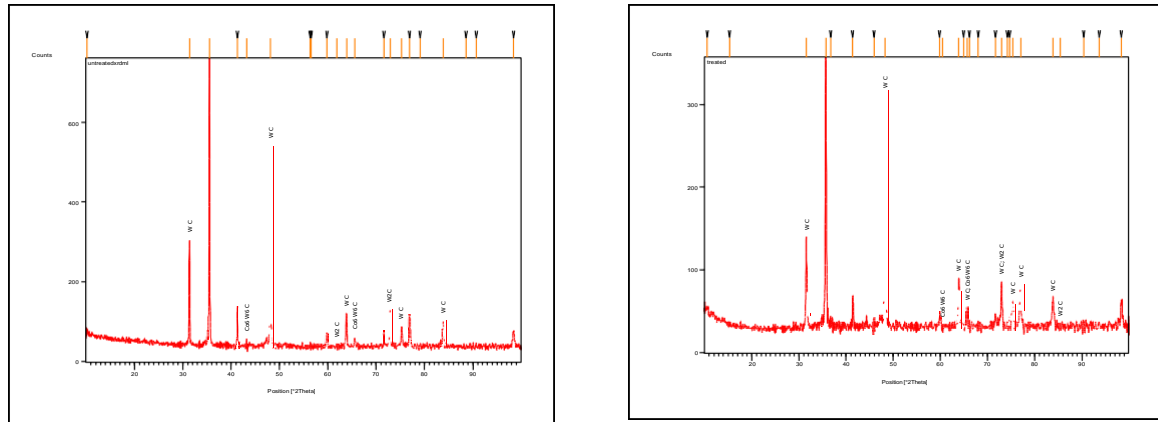 Counts
untreatedxrdml
600
400
200
0
W C
W C
Co6 W6 C
W2 C
W C
Co6 W6 C
W2 C
W C
W C
20
30
40
50
60
70
80
90
Position [°2Theta]
Counts
treated
300
200
100
0
W C
W C
Co6 W6 C
W C
W C; Co6 W6 C
W C; W2 C
W C
W C
W C
W2 C
20
30
40
50
60
70
80
90
Position [°2Theta]